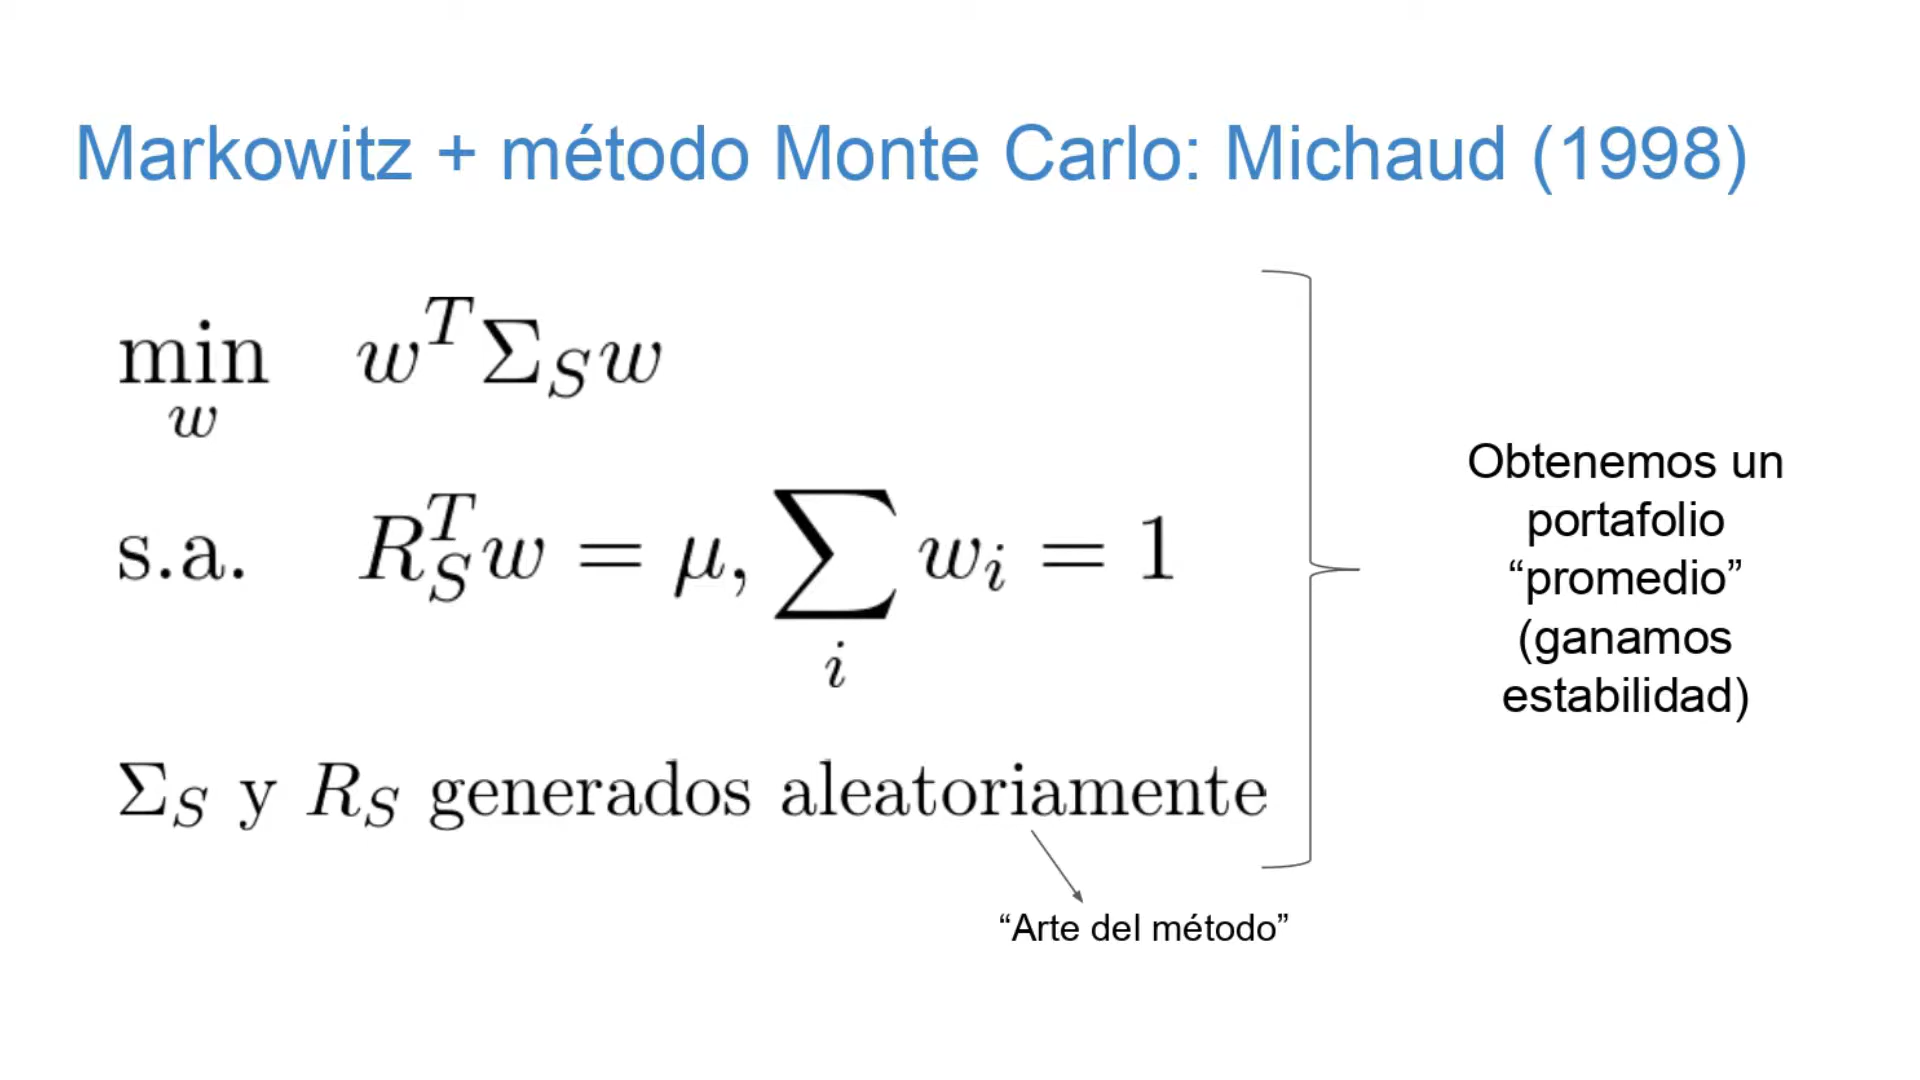 Markowitz + método Monte Carlo: Michaud (1998)
min w^T Σ_S w
w
s.a. R_S^T w = μ, ∑ w_i = 1
i
Σ_S y R_S generados aleatoriamente
“Arte del método”
Obtenemos un
portafolio
“promedio”
(ganamos
estabilidad)